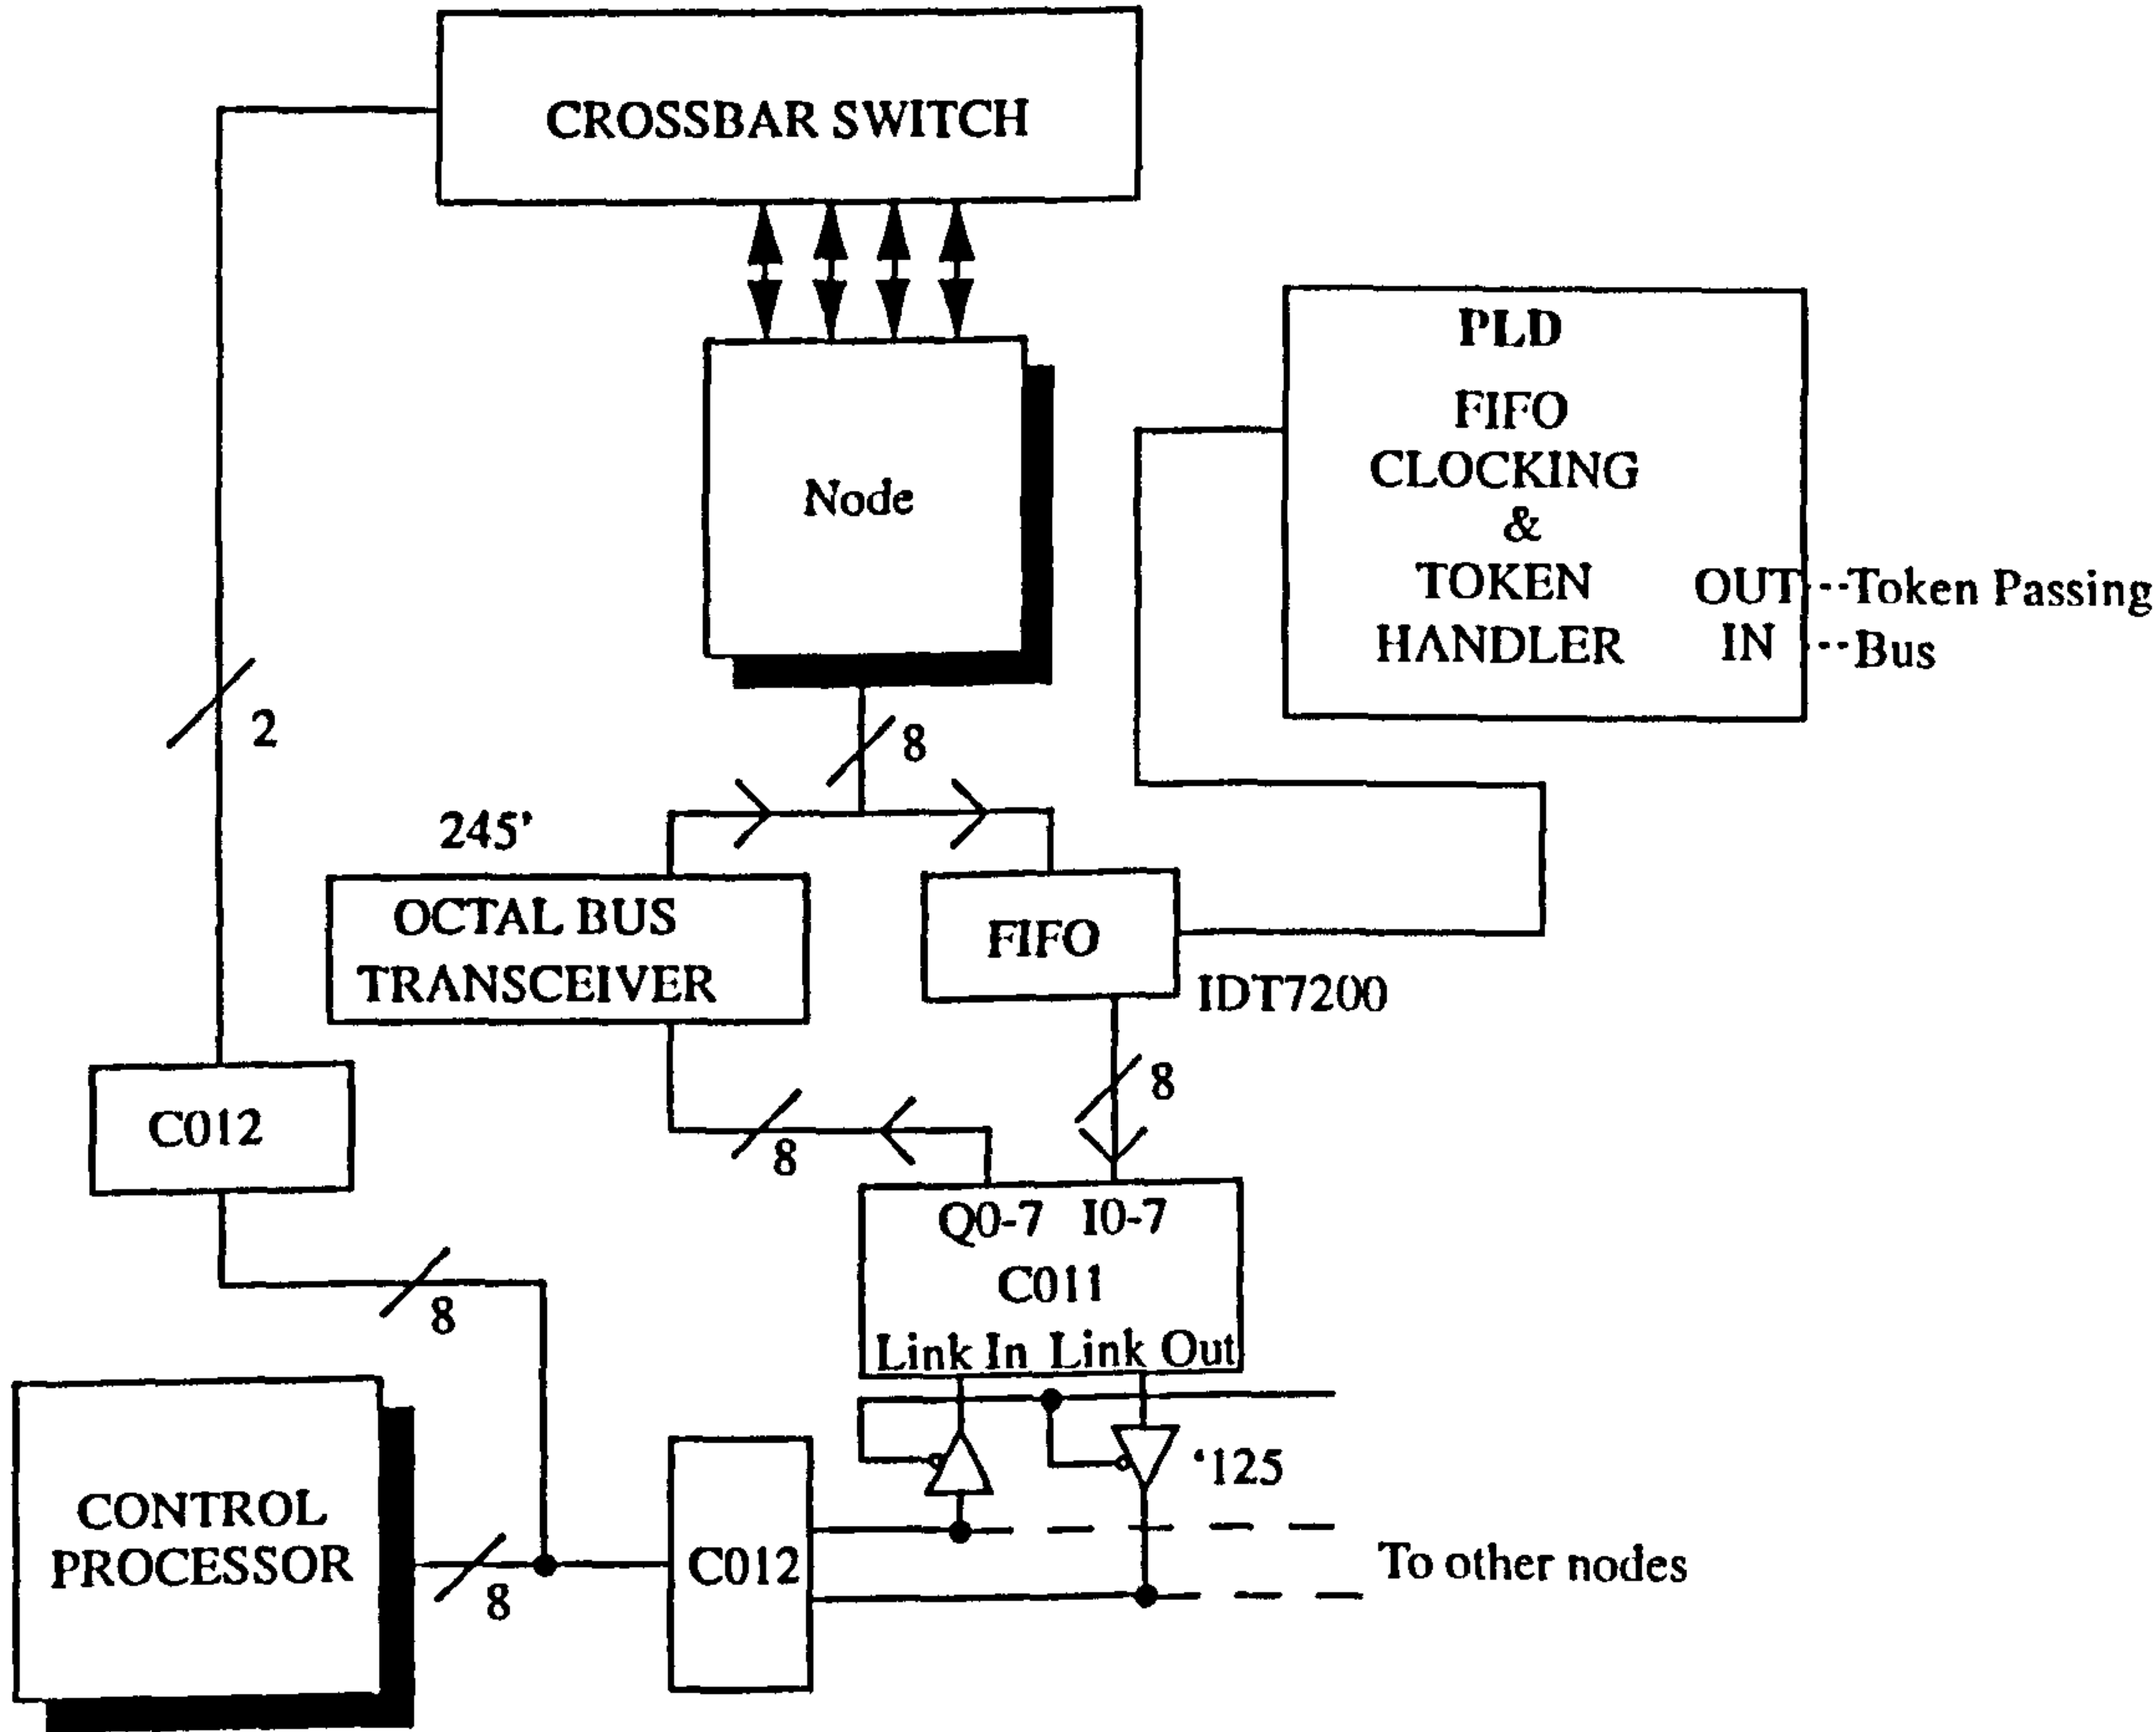 CROSSBAR SWITCH
PLD
FIFO
CLOCKING
&
TOKEN
HANDLER
OUT
IN
Token Passing
Bus
Node
2
8
245'
OCTAL BUS
TRANSCEIVER
FIFO
IDT7200
8
8
C012
8
Q0-7 I0-7
C011
Link In Link Out
'125
CONTROL
PROCESSOR
8
C012
To other nodes